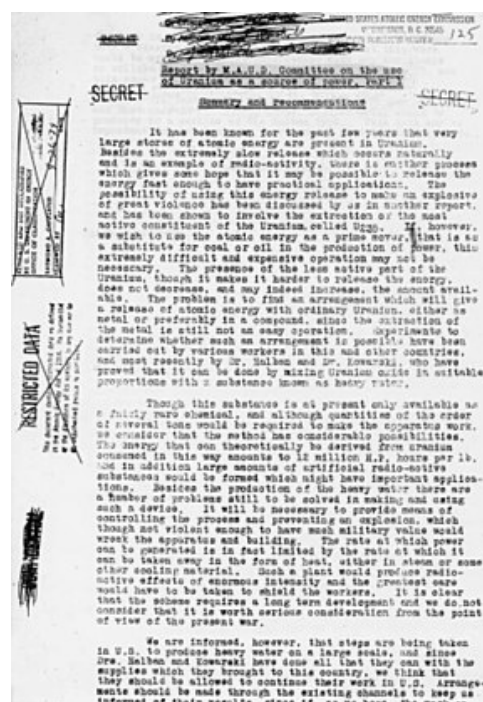 UNITED STATES ATOMIC ENERGY COMMISSION
125
Report by M.A.U.D. Committee on the use
of Uranium as a source of power. Part I
SECRET
SECRET
Summary and recommendations
It has been known for the past few years that very
large stores of atomic energy are present in Uranium.
Besides the extremely slow release which occurs naturally
and is an example of radio-activity, there is another process
which gives some hope that it may be possible to release the
energy fast enough to have practical applications. The
possibility of using this energy release to make an explosive
of great violence has been discussed by us in another report,
and has been shown to involve the extraction of the most
active constituent of the Uranium, called U235. If, however,
we wish to use the atomic energy as a prime mover, that is as
a substitute for coal or oil in the production of power, this
extremely difficult and expensive operation may not be
necessary. The presence of the less active part of the
Uranium, though it makes it harder to release the energy,
does not decrease, and may indeed increase, the amount avail-
able. The problem is to find an arrangement which will give
a release of atomic energy with ordinary Uranium, either as
metal or preferably in a compound, since the extraction of
the metal is still not an easy operation. Experiments to
determine whether such an arrangement is possible have been
carried out by various workers in this and other countries,
and most recently by Dr. Halban and Dr. Kowarski, who have
proved that it can be done by mixing Uranium oxide in suitable
proportions with a substance known as heavy water.
Though this substance is at present only available as
a fairly rare chemical, and although quantities of the order
of several tons would be required to make the apparatus work,
we consider that the method has considerable possibilities.
The energy that can theoretically be derived from uranium
consumed in this way amounts to 12 million H.P. hours per lb.
and in addition large amounts of artificial radio-active
substances would be formed which might have important applica-
tions. Besides the production of the heavy water there are
a number of problems still to be solved in making and using
such a device. It will be necessary to provide means of
controlling the process and preventing an explosion, which
though not violent enough to have much military value would
wreck the apparatus and building. The rate at which power
can be generated is in fact limited by the rate at which it
can be taken away in the form of heat, either in steam or some
other cooling material. Such a plant would produce radio-
active effects of enormous intensity and the greatest care
would have to be taken to shield the workers. It is clear
that the scheme requires a long term development and we do not
consider that it is worth serious consideration from the point
of view of the present war.
We are informed, however, that steps are being taken
in U.S. to produce heavy water on a large scale, and since
Drs. Halban and Kowarski have done all that they can with the
supplies which they brought to this country, we think that
they should be allowed to continue their work in U.S. Arrange-
ments should be made through the existing channels to keep us
informed of their results
RESTRICTED DATA